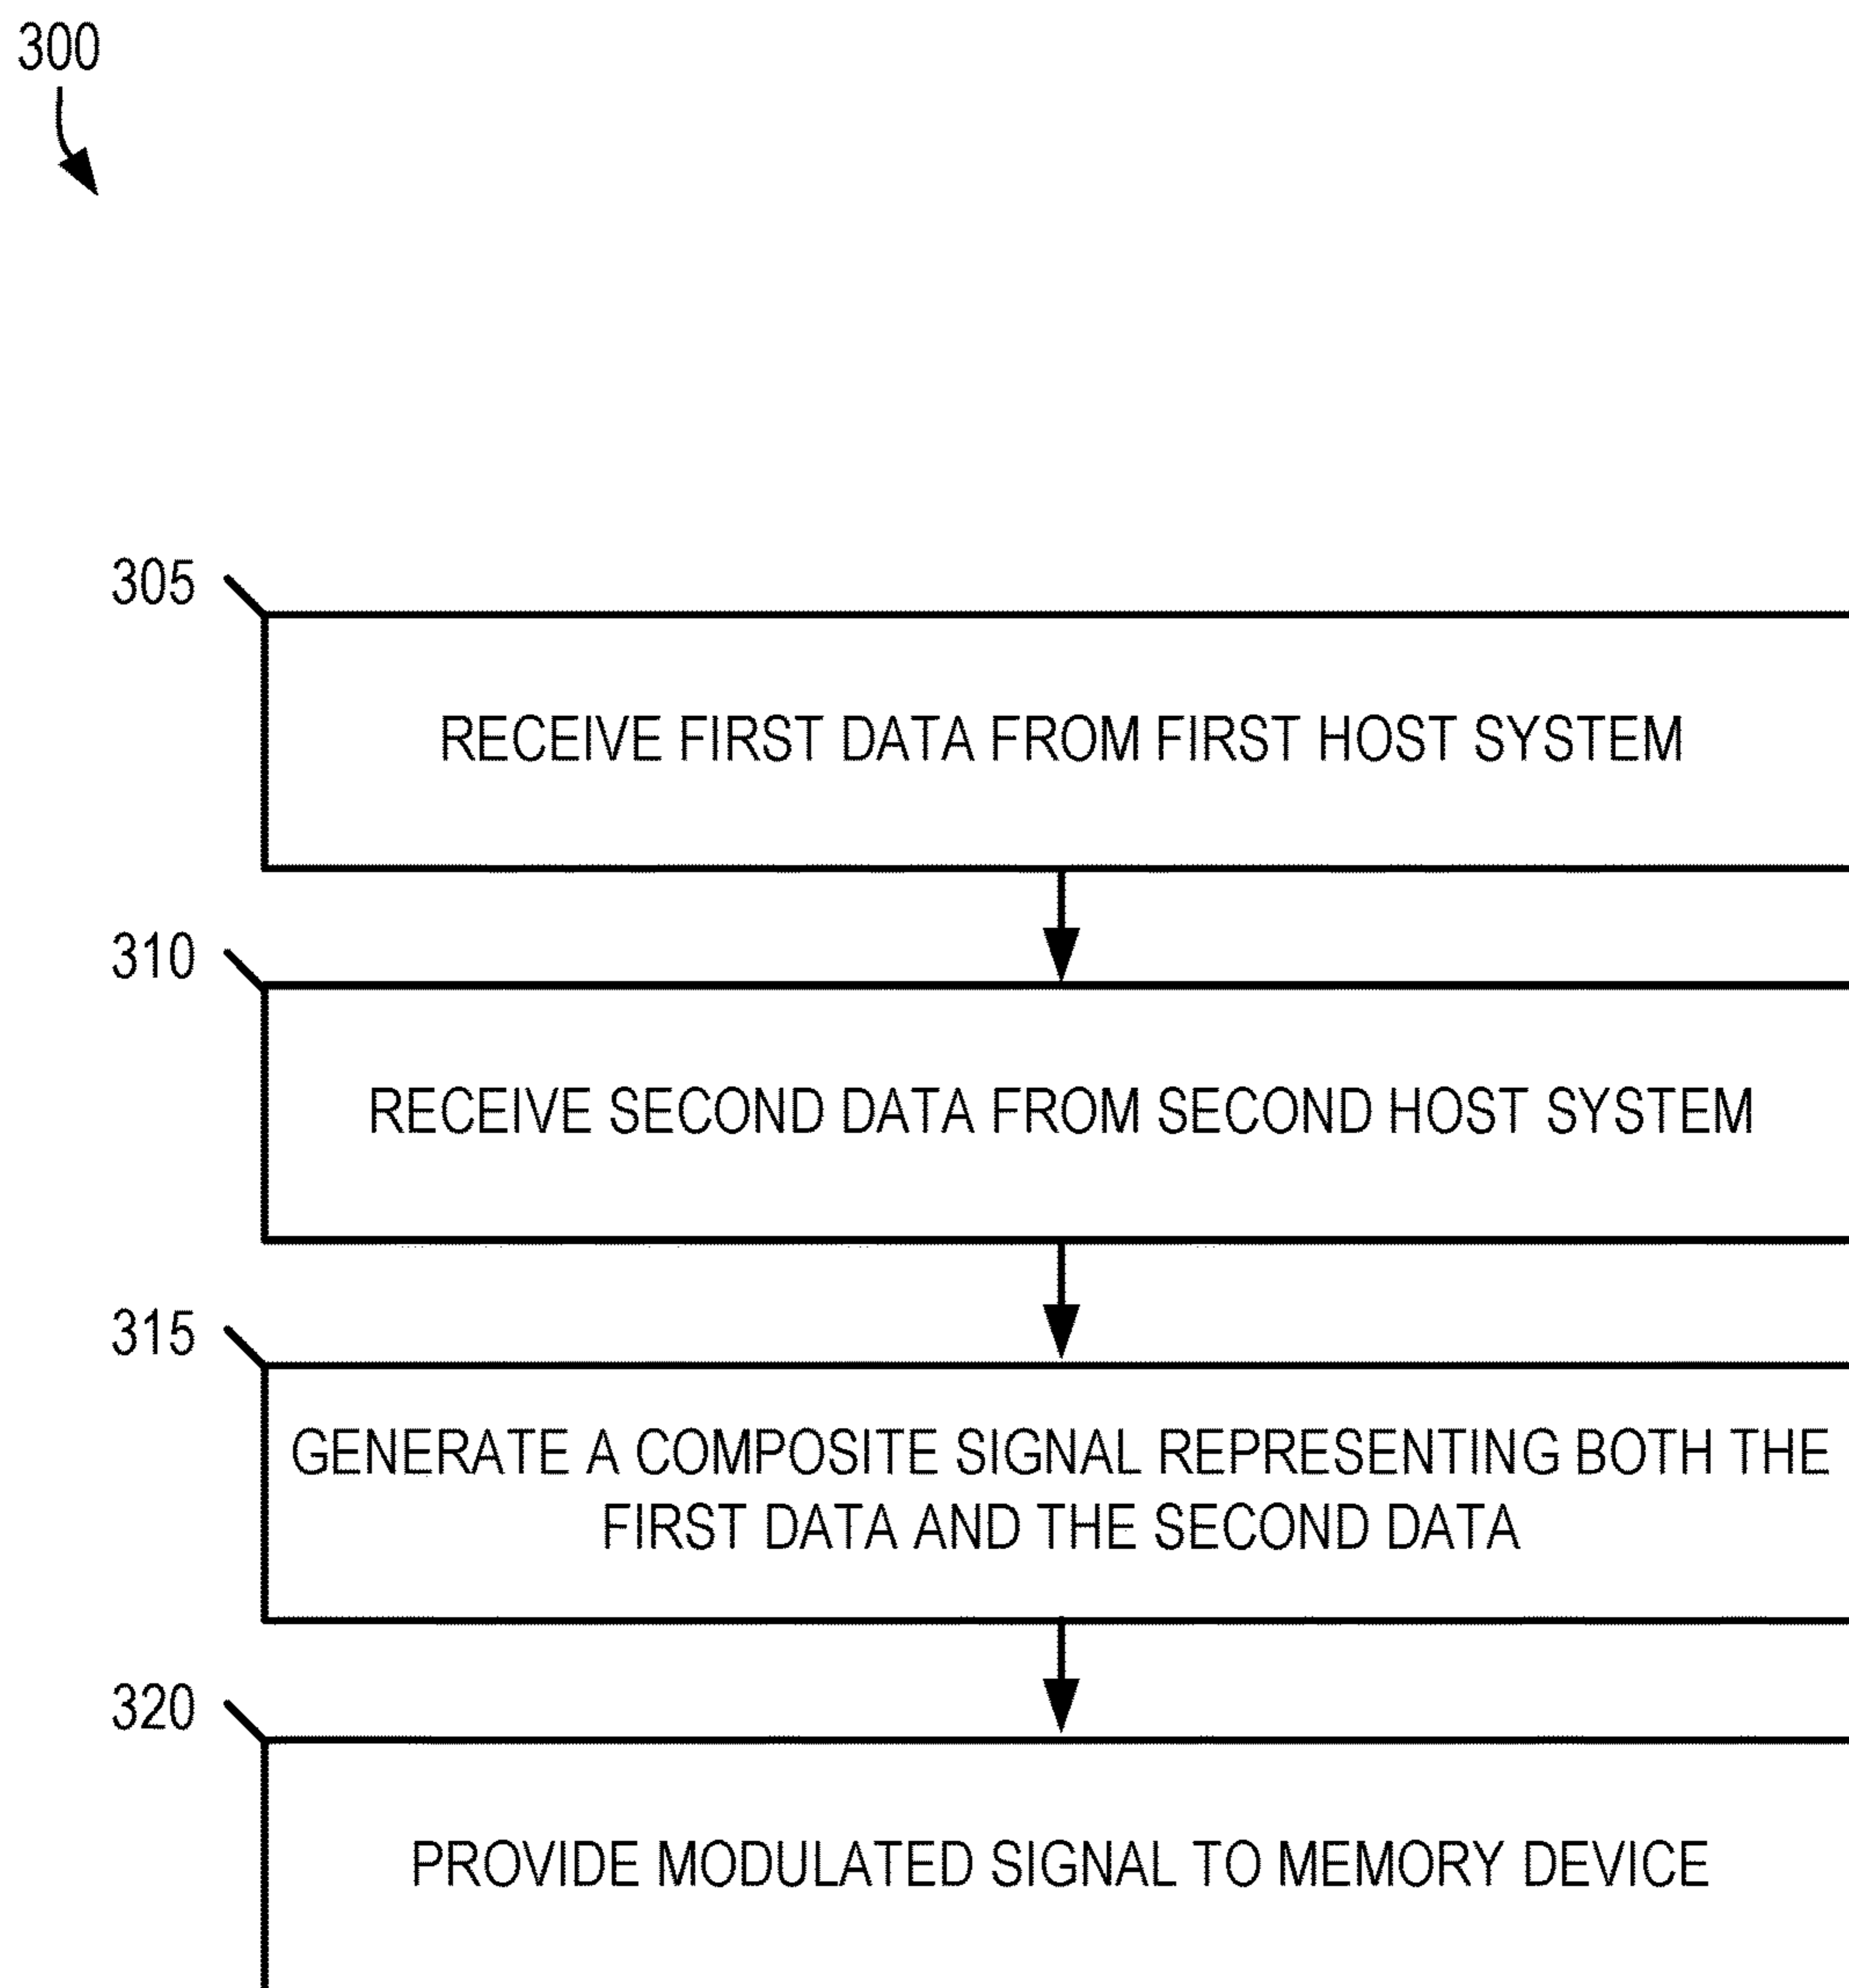 300
305
RECEIVE FIRST DATA FROM FIRST HOST SYSTEM
310
RECEIVE SECOND DATA FROM SECOND HOST SYSTEM
315
GENERATE A COMPOSITE SIGNAL REPRESENTING BOTH THE
FIRST DATA AND THE SECOND DATA
320
PROVIDE MODULATED SIGNAL TO MEMORY DEVICE